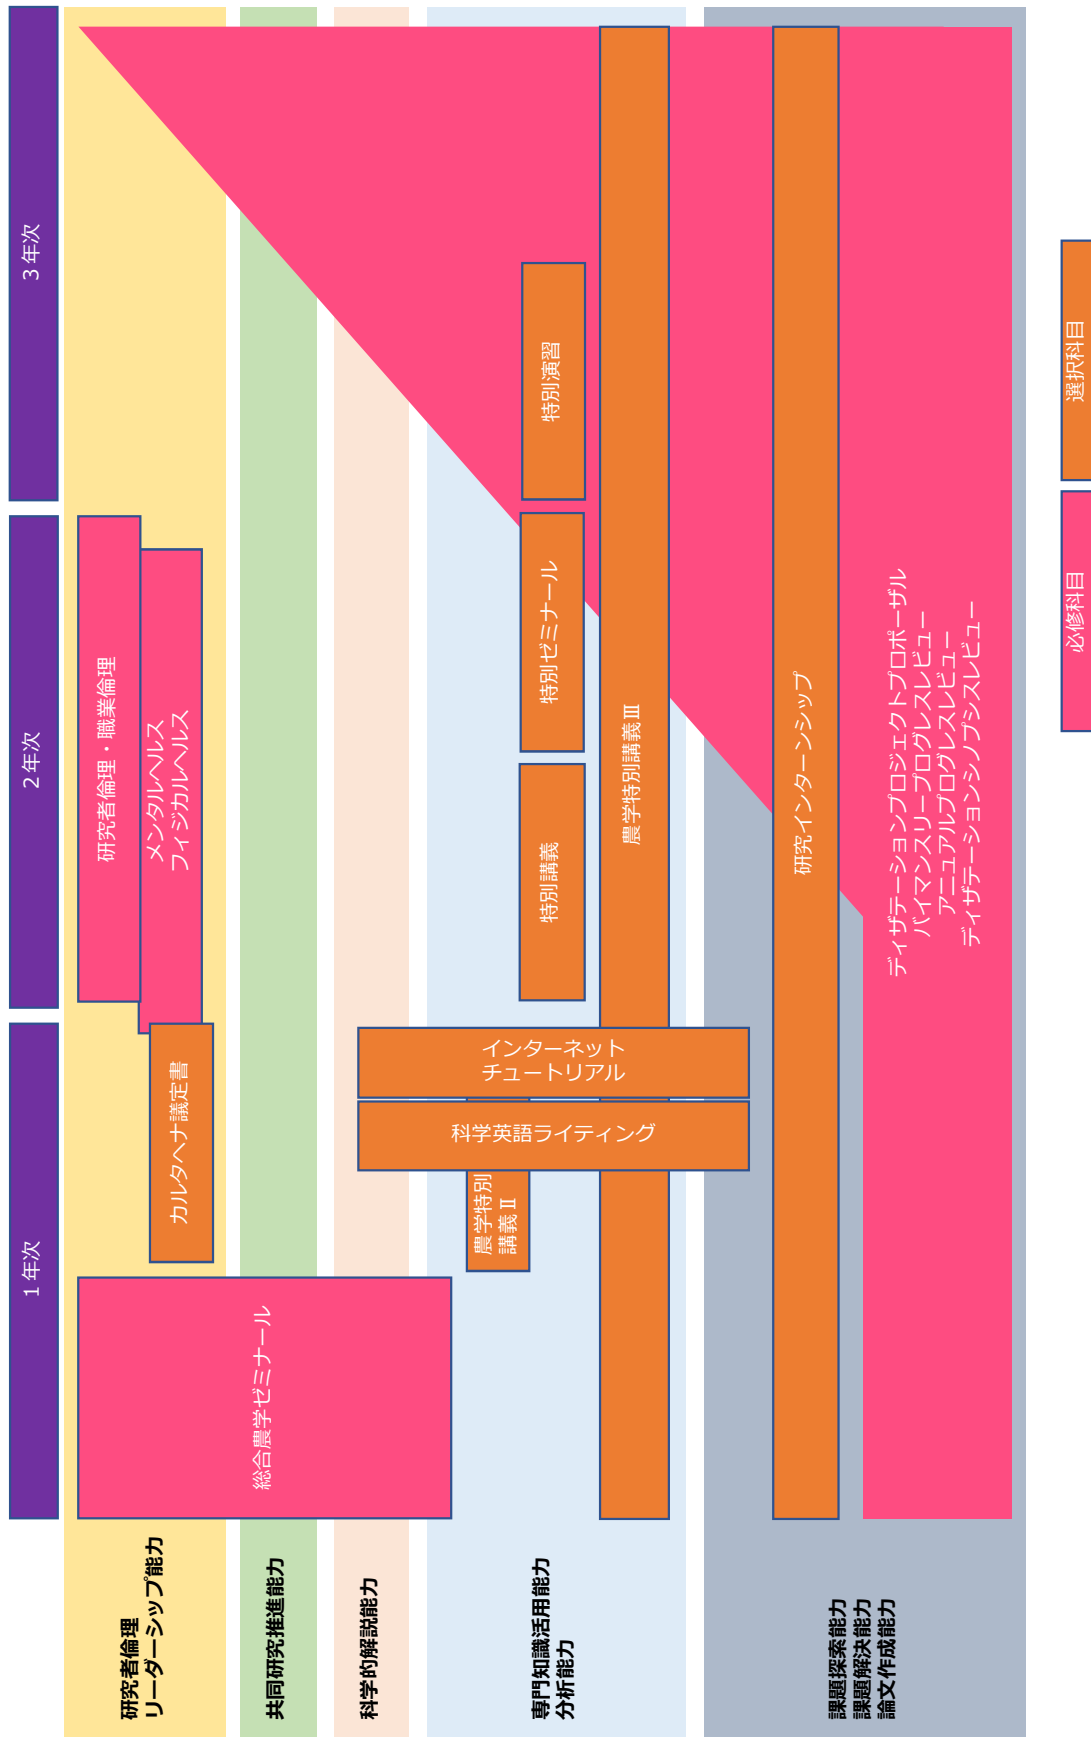 1年次
2年次
3年次
研究者倫理
リーダーシップ能力
共同研究推進能力
科学的解説能力
専門知識活用能力
分析能力
課題探索能力
課題解決能力
論文作成能力
総合農学ゼミナール
カルタヘナ議定書
研究者倫理・職業倫理
メンタルヘルス
フィジカルヘルス
農学特別
講義Ⅱ
科学英語ライティング
インターネット
チュートリアル
特別講義
特別ゼミナール
特別演習
農学特別講義Ⅲ
研究インターンシップ
ディザテーションプロジェクトプロポーザル
バイマンスリープログレスレビュー
アニュアルプログレスレビュー
ディザテーションシノプシスレビュー
必修科目
選択科目